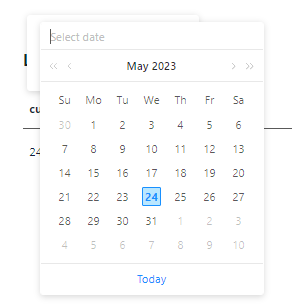 Select date
May 2023
Su Mo Tu We Th Fr Sa
30 1 2 3 4 5 6
7 8 9 10 11 12 13
14 15 16 17 18 19 20
21 22 23 24 25 26 27
28 29 30 31 1 2 3
4 5 6 7 8 9 10
Today
cu
24